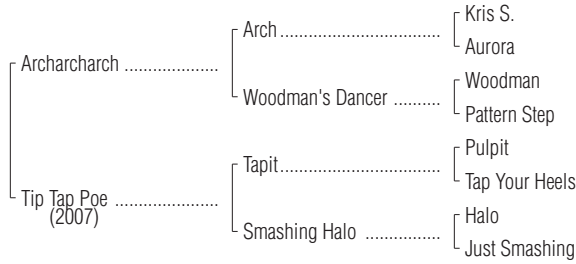 Kris S.
Arch..........................................
Aurora
Archarcharch .....................
Woodman
Woodman's Dancer ..........
Pattern Step
Pulpit
Tapit..........................................
Tap Your Heels
Tip Tap Poe .......................
(2007)
Halo
Smashing Halo .................
Just Smashing